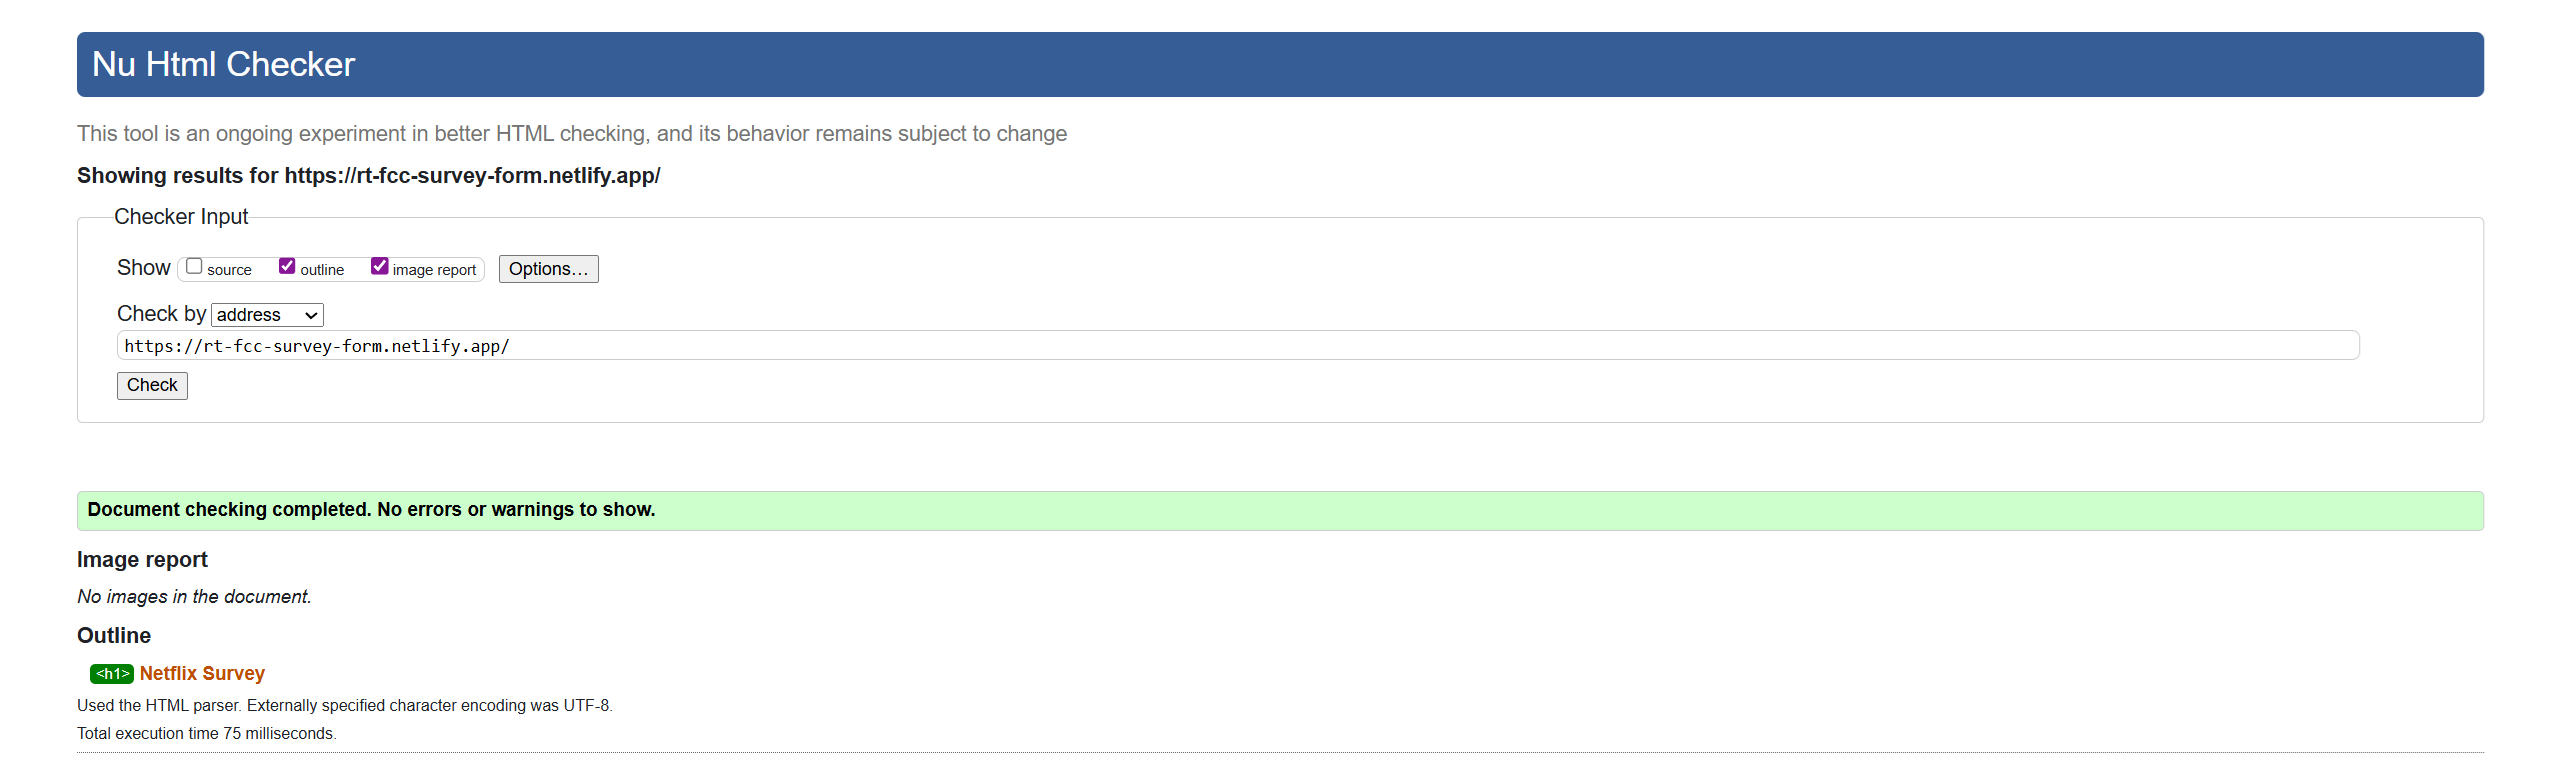 Nu Html Checker
This tool is an ongoing experiment in better HTML checking, and its behavior remains subject to change
Showing results for https://rt-fcc-survey-form.netlify.app/
Checker Input
Show source outline image report Options…
Check by address
https://rt-fcc-survey-form.netlify.app/
Check
Document checking completed. No errors or warnings to show.
Image report
No images in the document.
Outline
<h1> Netflix Survey
Used the HTML parser. Externally specified character encoding was UTF-8.
Total execution time 75 milliseconds.